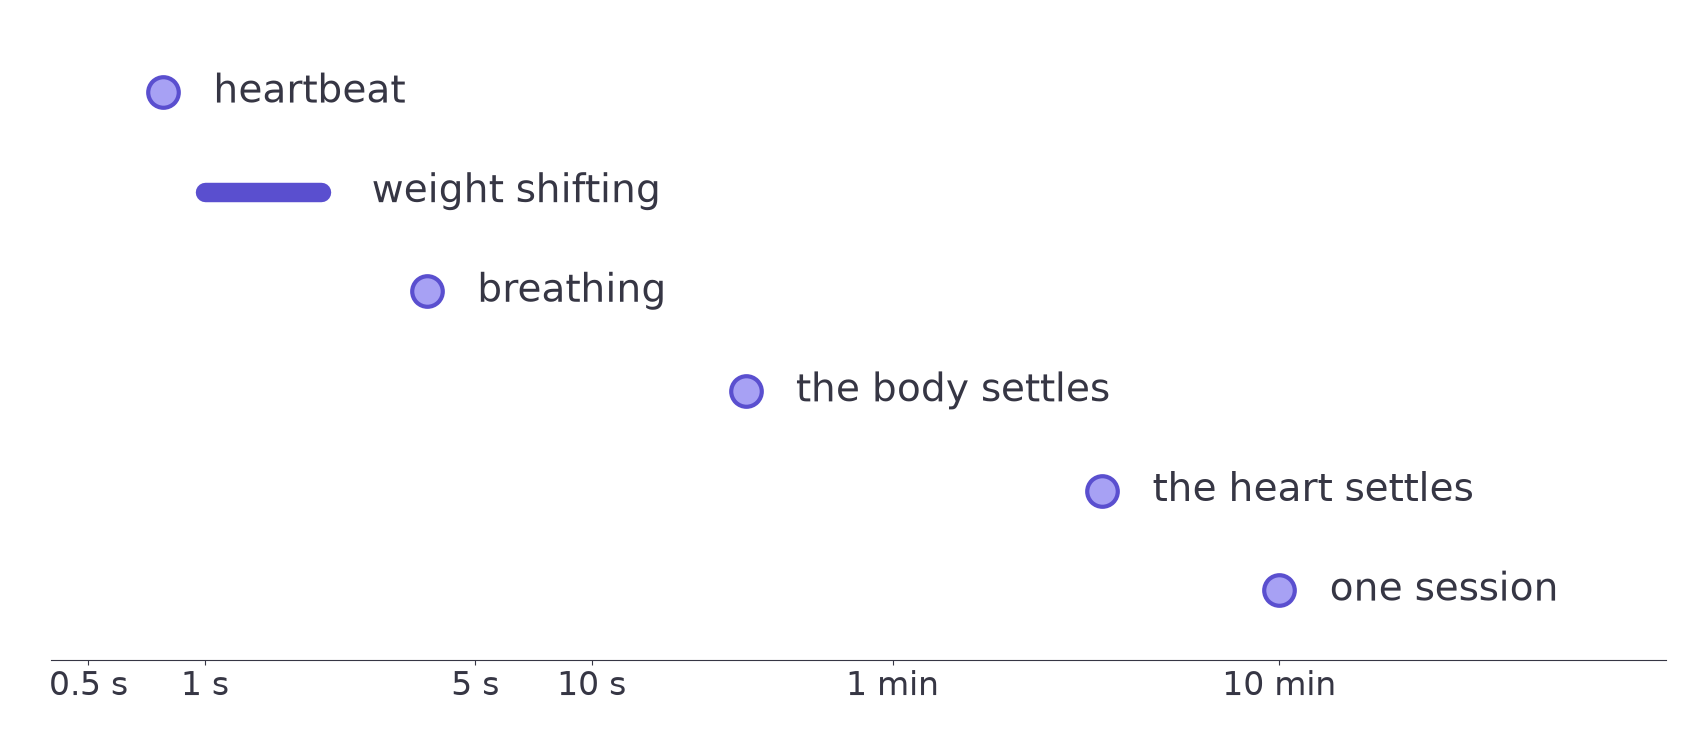 heartbeat
weight shifting
breathing
the body settles
the heart settles
one session
0.5 s 1 s 5 s 10 s 1 min 10 min